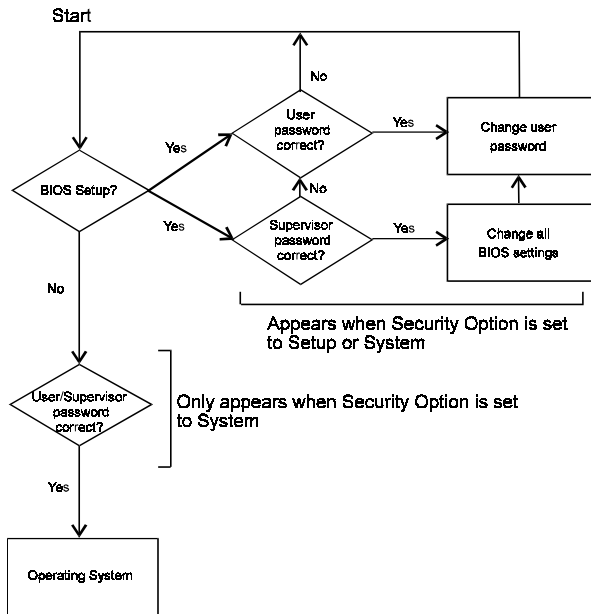 Start
No
User
password
correct?
Yes
Change user
password
Yes
BIOS Setup?
No
Yes
Supervisor
password
correct?
Yes
Change all
BIOS settings
No
Appears when Security Option is set
to Setup or System
User/Supervisor
password
correct?
Only appears when Security Option is set
to System
Yes
Operating System